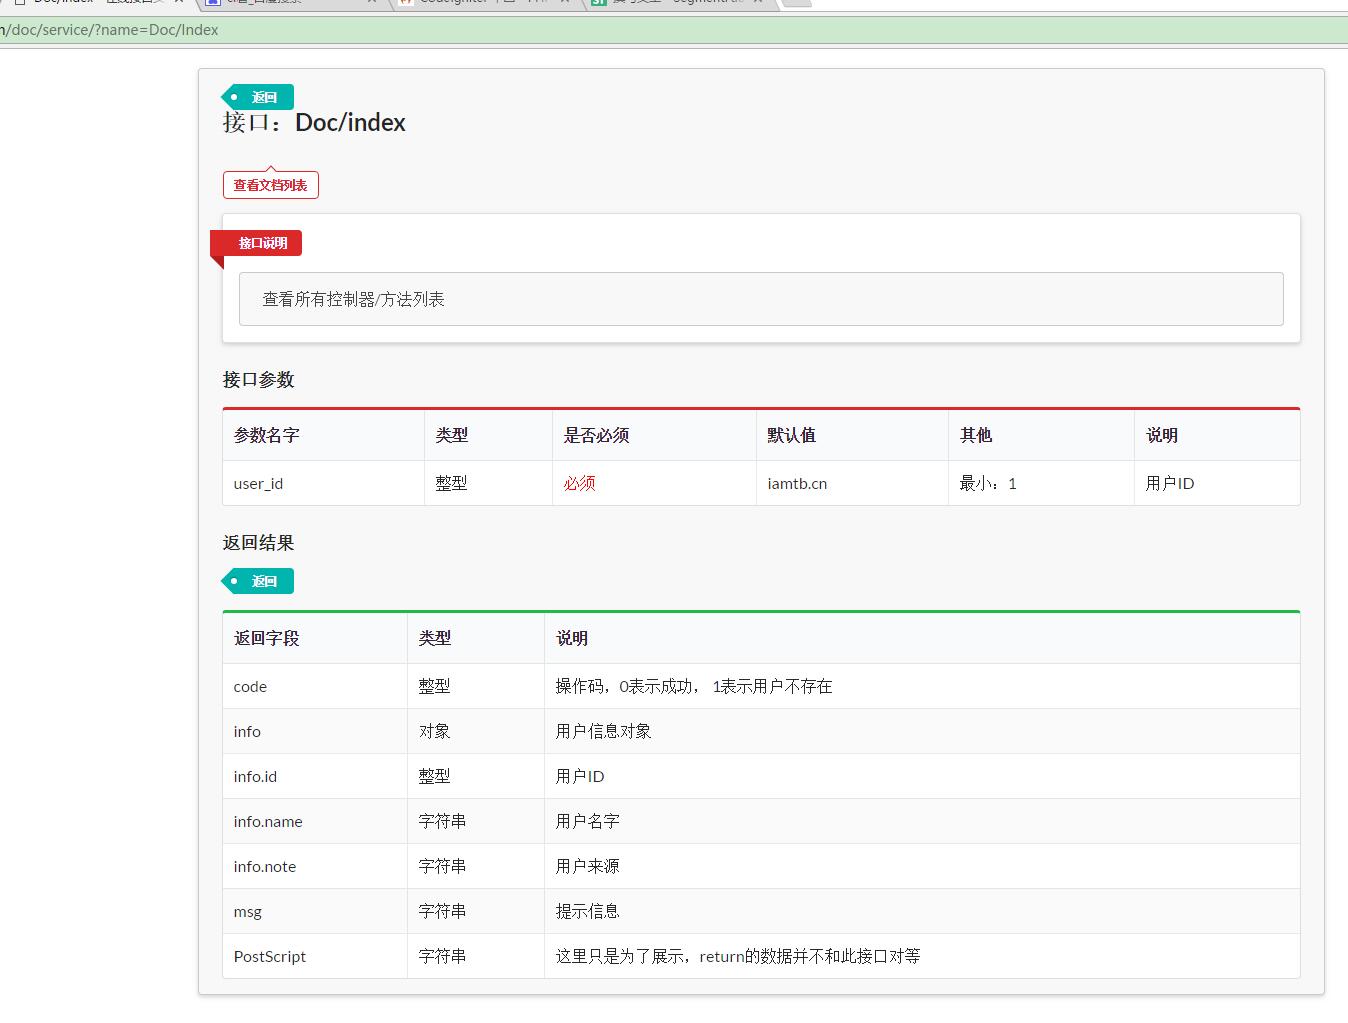 /doc/service/?name=Doc/Index
返回
接口：Doc/index
查看文档列表
接口说明
查看所有控制器/方法列表
接口参数
参数名字 类型 是否必须 默认值 其他 说明
user_id 整型 必须 iamtb.cn 最小：1 用户ID
返回结果
返回
返回字段 类型 说明
code 整型 操作码，0表示成功， 1表示用户不存在
info 对象 用户信息对象
info.id 整型 用户ID
info.name 字符串 用户名字
info.note 字符串 用户来源
msg 字符串 提示信息
PostScript 字符串 这里只是为了展示，return的数据并不和此接口对等